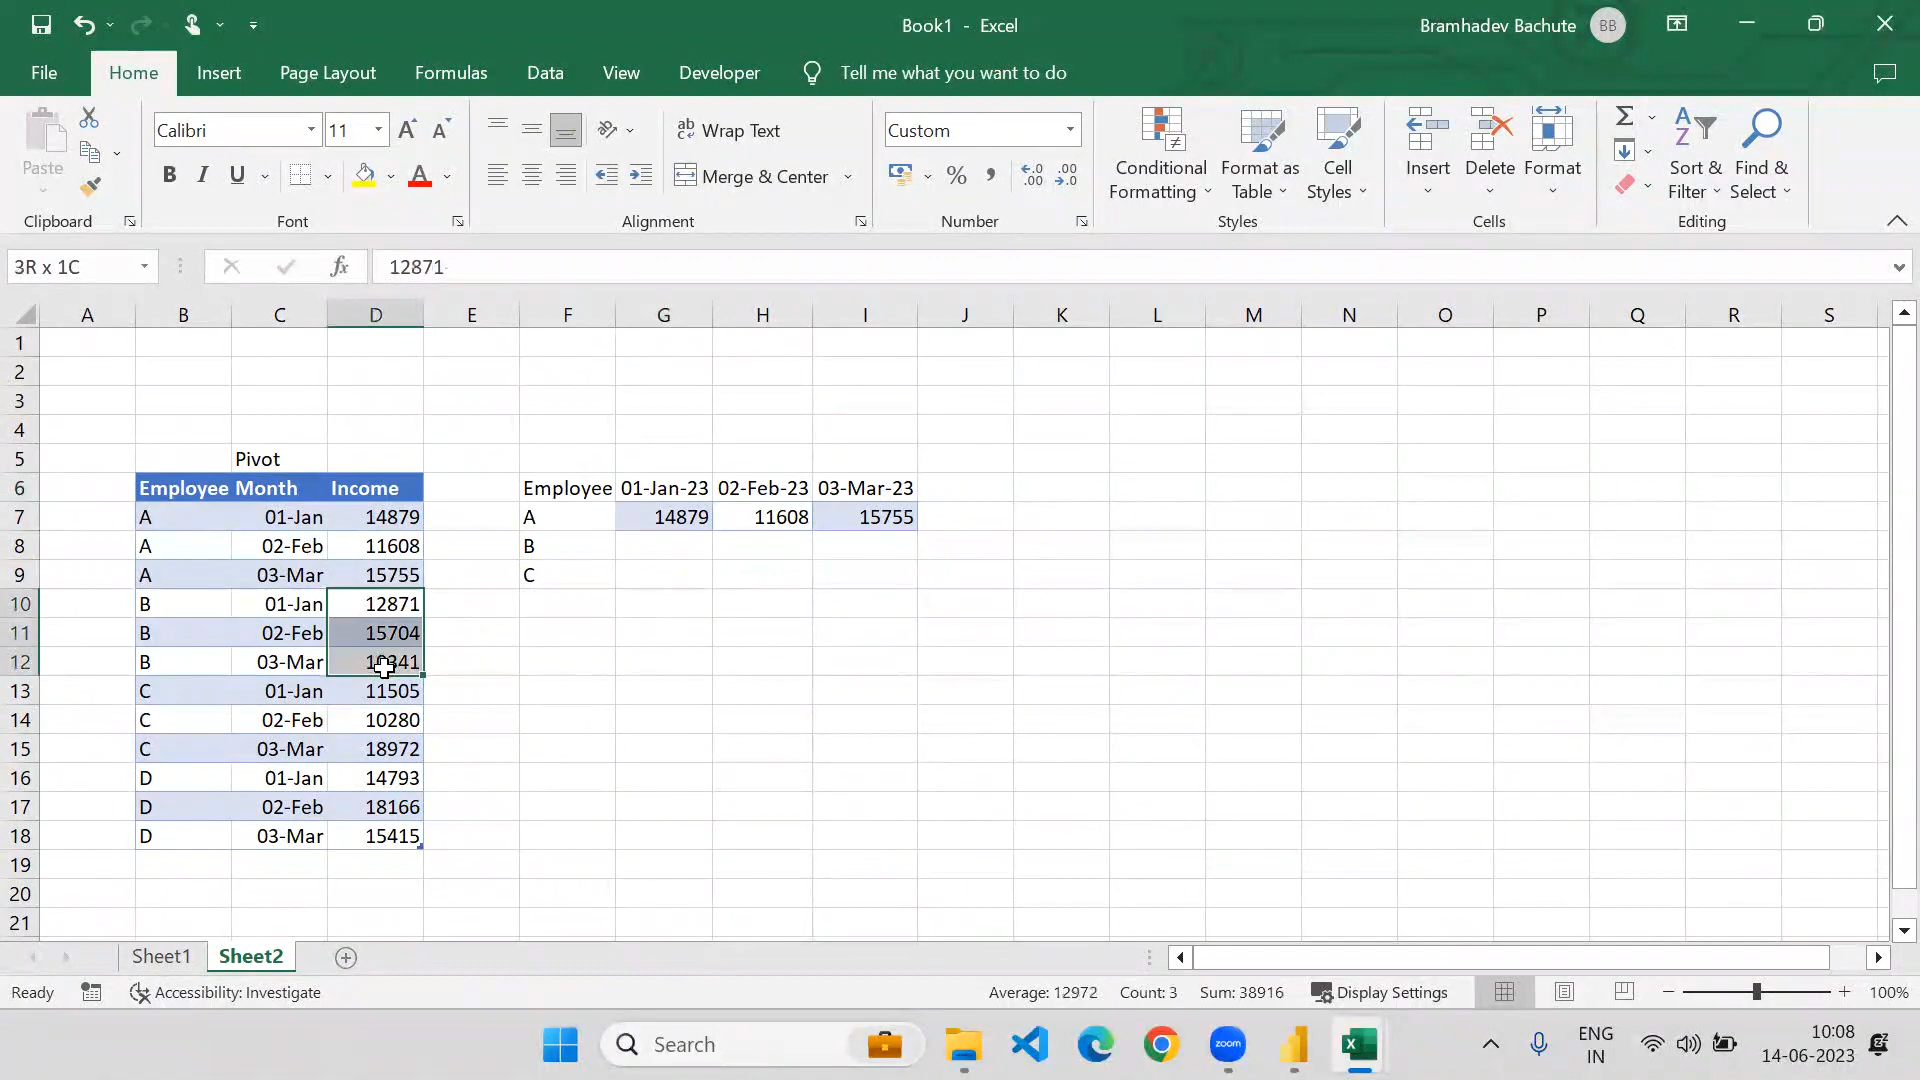 Book1 - Excel
Bramhadev Bachute BB
File Home Insert Page Layout Formulas Data View Developer Tell me what you want to do
Paste
Clipboard
Calibri 11 A A
B I U A
Font
ab Wrap Text
Merge & Center
Alignment
Custom
% , .00 .00
Number
Conditional Formatting
Format as Table
Cell Styles
Styles
Insert Delete Format
Cells
Sort & Filter
Find & Select
Editing
3R x 1C fx 12871
A B C D E F G H I J K L M N O P Q R S
1
2
3
4
5 Pivot
6 Employee Month Income Employee 01-Jan-23 02-Feb-23 03-Mar-23
7 A 01-Jan 14879 A 14879 11608 15755
8 A 02-Feb 11608 B
9 A 03-Mar 15755 C
10 B 01-Jan 12871
11 B 02-Feb 15704
12 B 03-Mar
13 C 01-Jan 11505
14 C 02-Feb 10280
15 C 03-Mar 18972
16 D 01-Jan 14793
17 D 02-Feb 18166
18 D 03-Mar 15415
19
20
21
Sheet1 Sheet2
Ready Accessibility: Investigate Average: 12972 Count: 3 Sum: 38916 Display Settings 100%
Search zoom ENG IN 10:08 14-06-2023